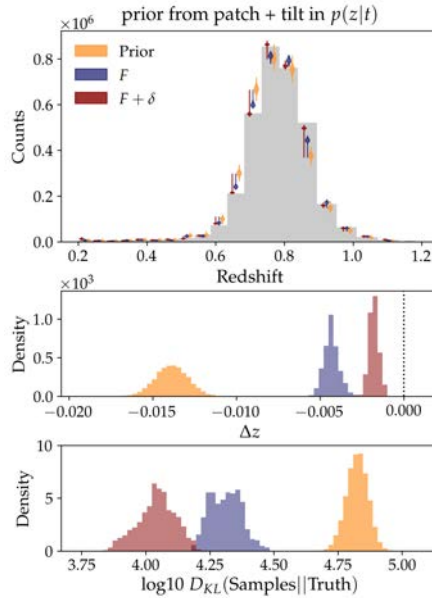 prior from patch + tilt in p(z|t)
×10⁶
Prior
F
F + δ
Counts
0.8
0.6
0.4
0.2
0.0
0.2 0.4 0.6 0.8 1.0 1.2
Redshift
×10³
Density
1.0
0.5
0.0
−0.020 −0.015 −0.010 −0.005 0.000
Δz
Density
10
5
0
3.75 4.00 4.25 4.50 4.75 5.00
log10 D_KL(Samples||Truth)